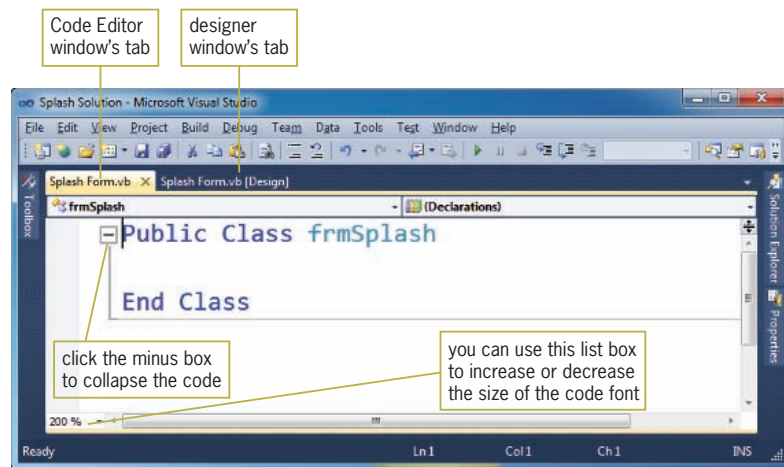 Code Editor
window's tab
designer
window's tab
Splash Solution - Microsoft Visual Studio
File Edit View Project Build Debug Team Data Tools Test Window Help
Toolbox
Splash Form.vb Splash Form.vb [Design]
frmSplash (Declarations)
Public Class frmSplash
End Class
Solution Explorer
Properties
click the minus box
to collapse the code
you can use this list box
to increase or decrease
the size of the code font
200 %
Ready Ln 1 Col 1 Ch 1 INS